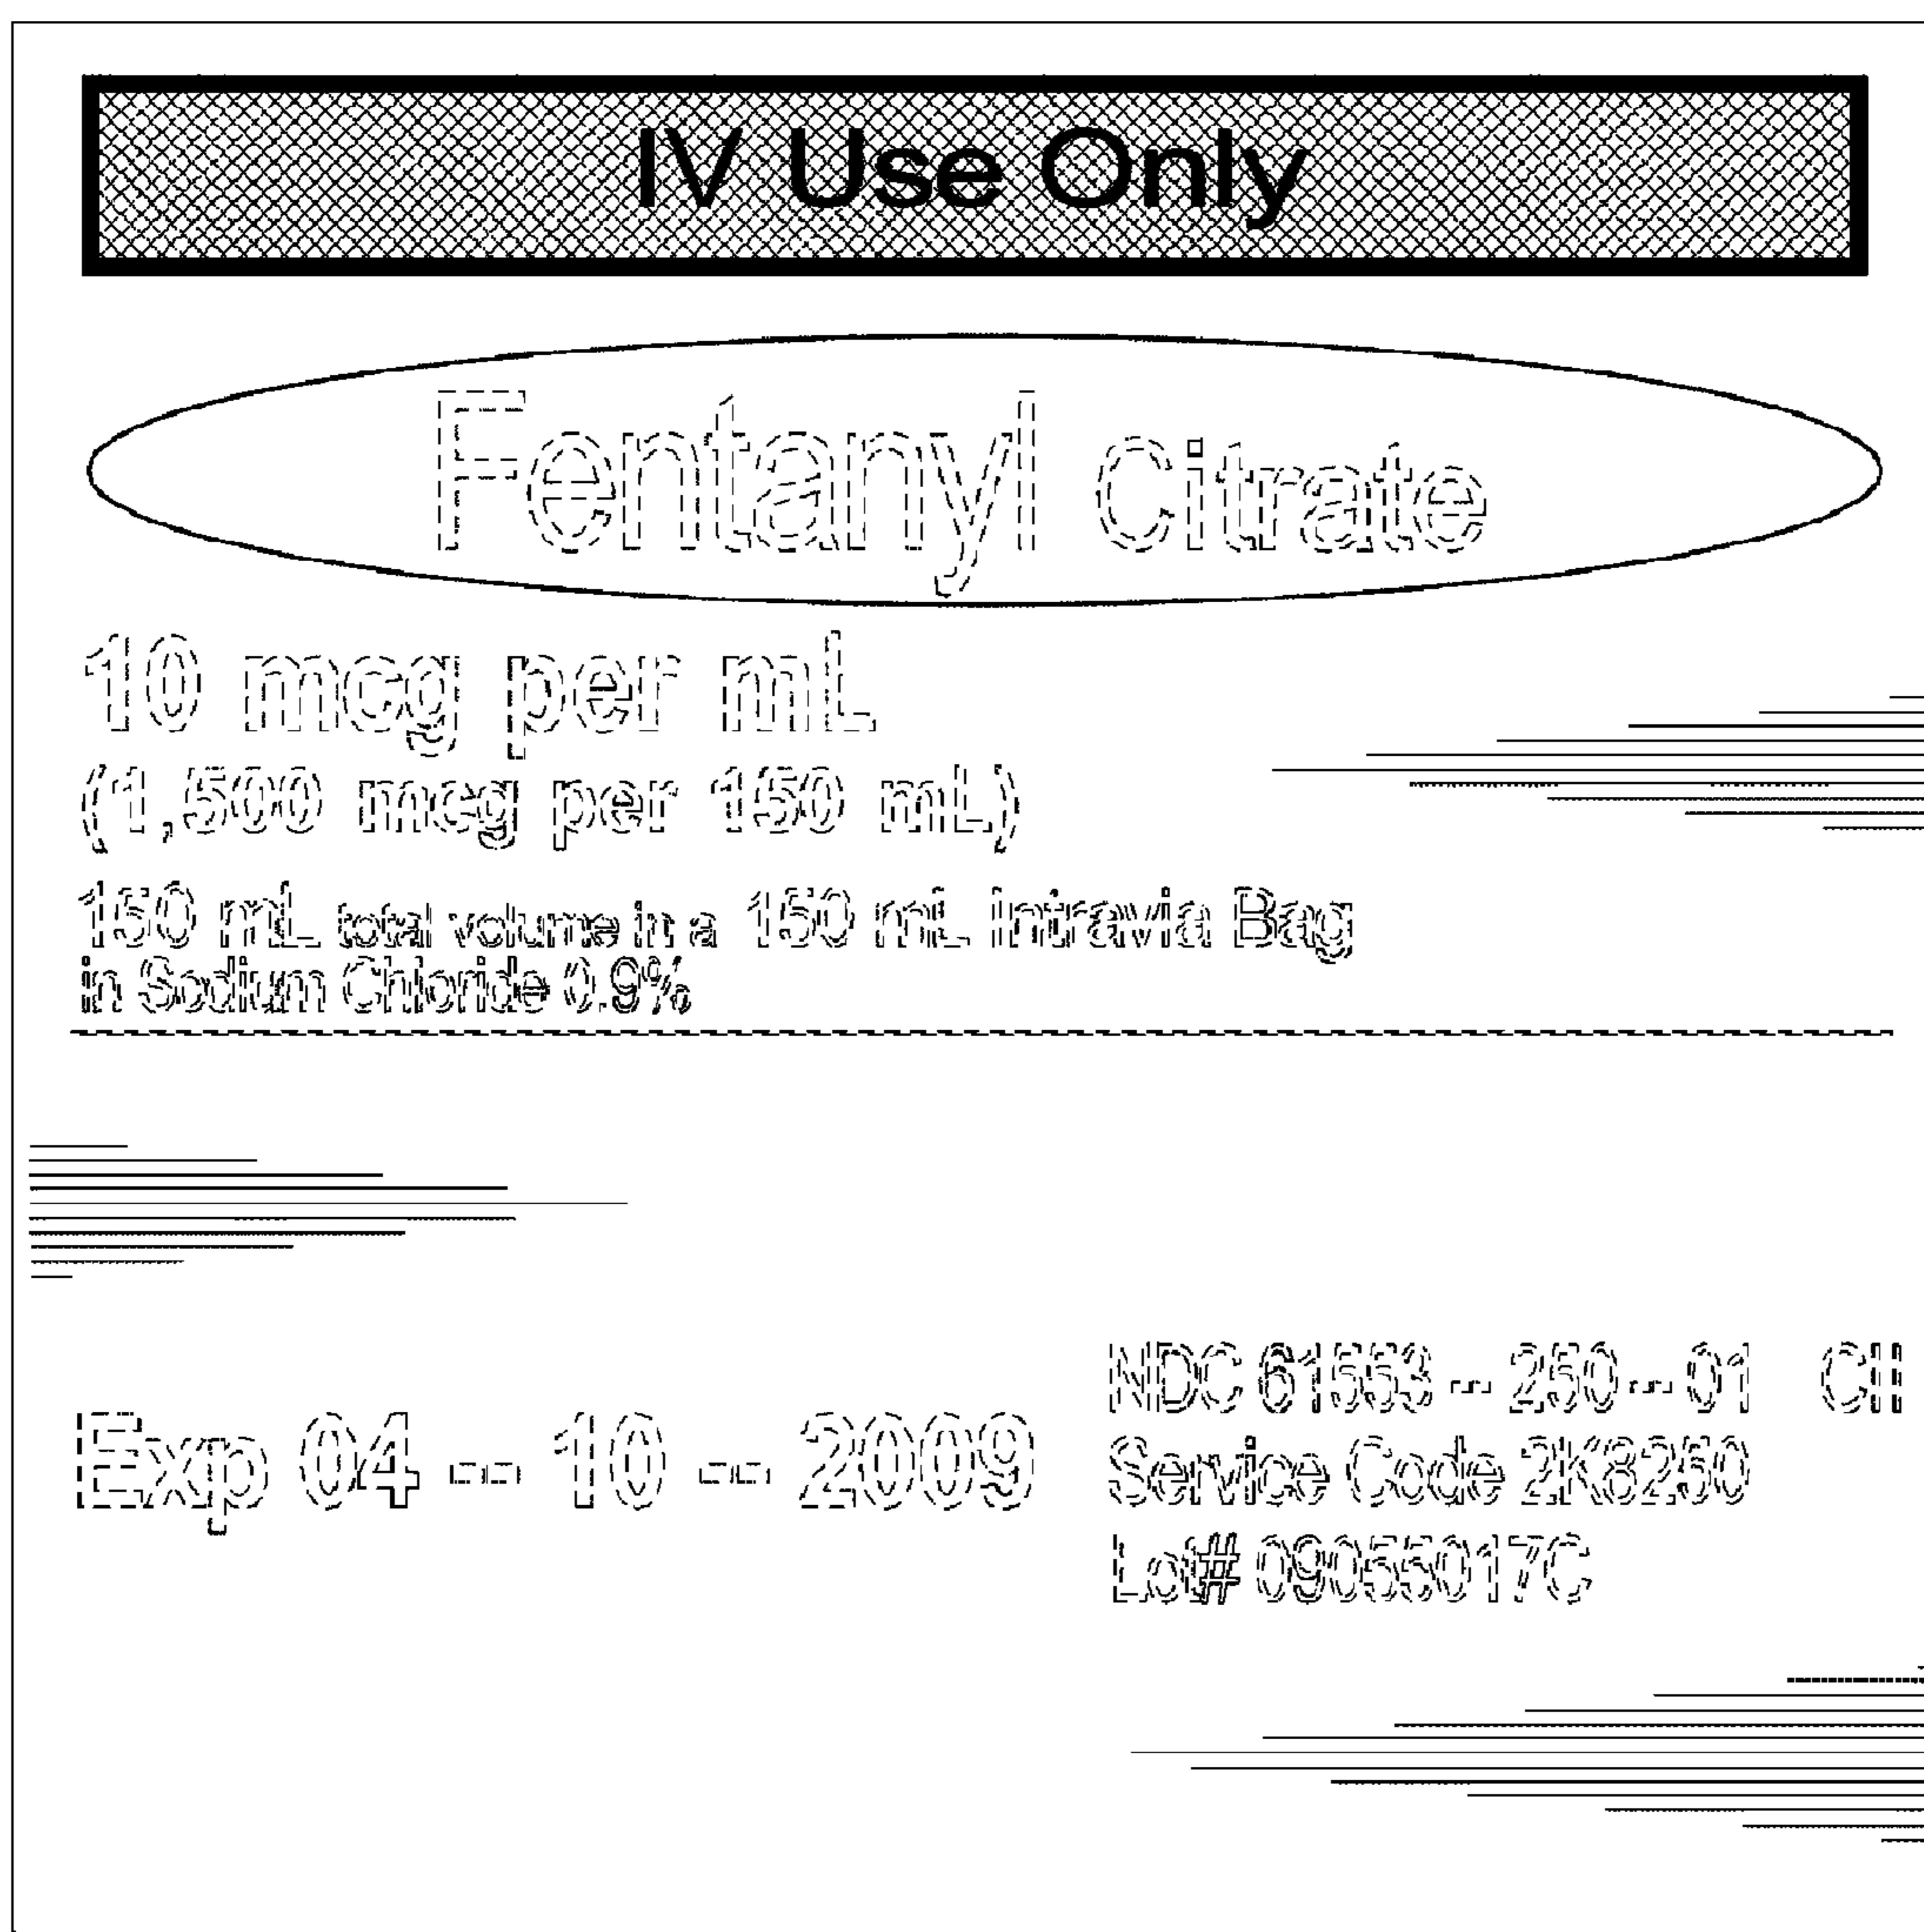 IV Use Only
Fentanyl Citrate
10 mcg per mL
(1,500 mcg per 150 mL)
150 mL total volume in a 150 mL Intravia Bag
in Sodium Chloride 0.9%
Exp 04 -- 10 -- 2009
NDC 61553 -- 250 -- 01 CII
Service Code 2K8250
Lot# 09055017C